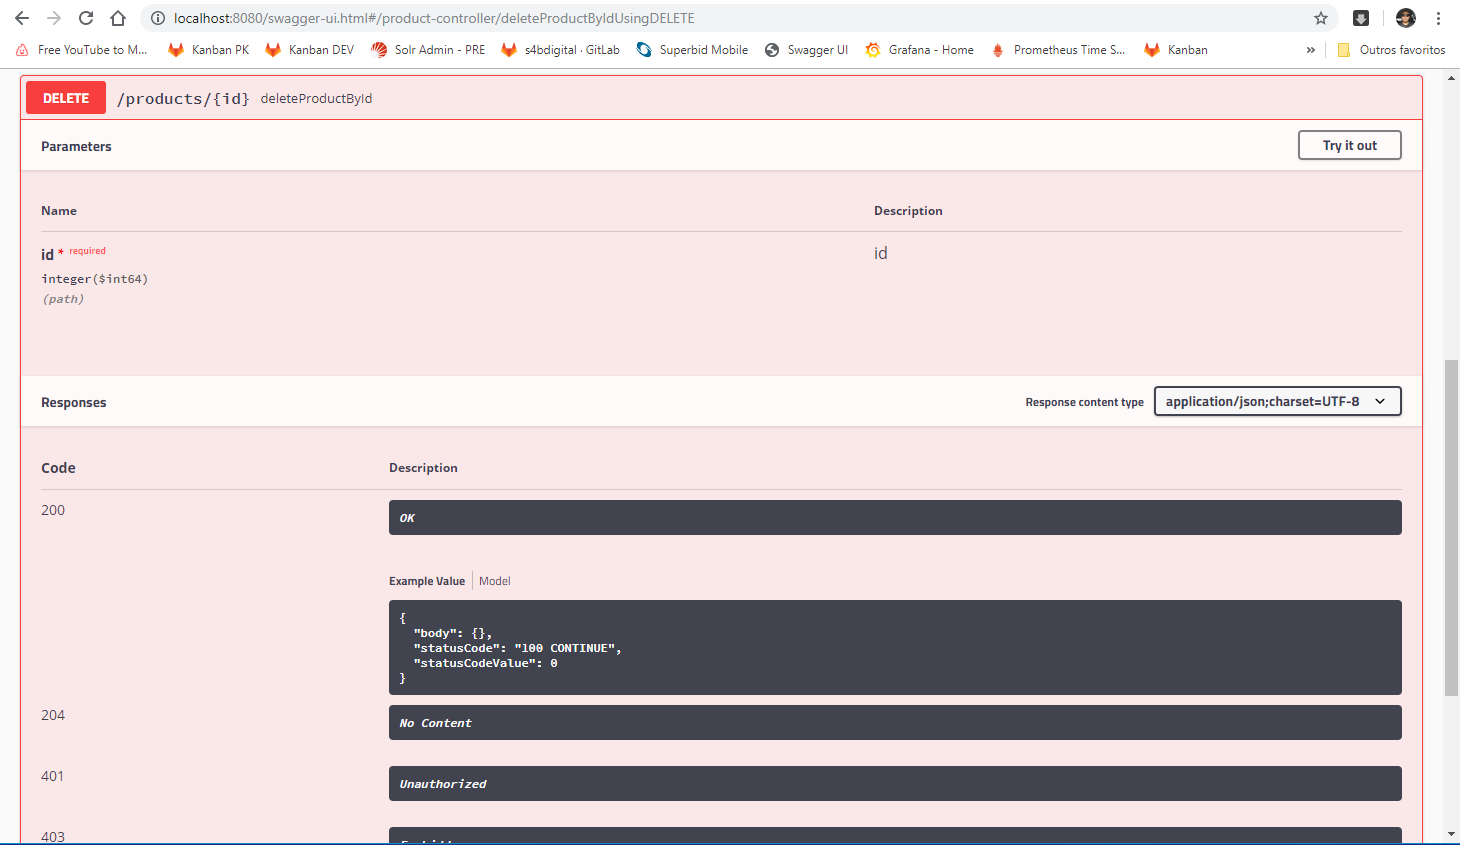 localhost:8080/swagger-ui.html#/product-controller/deleteProductByIdUsingDELETE
Free YouTube to M... Kanban PK Kanban DEV Solr Admin - PRE s4bdigital · GitLab Superbid Mobile Swagger UI Grafana - Home Prometheus Time S... Kanban » Outros favoritos
DELETE /products/{id} deleteProductById
Parameters Try it out
Name Description
id * required id
integer($int64)
(path)
Responses Response content type application/json;charset=UTF-8
Code Description
200 OK
Example Value Model
{
"body": {},
"statusCode": "100 CONTINUE",
"statusCodeValue": 0
}
204 No Content
401 Unauthorized
403